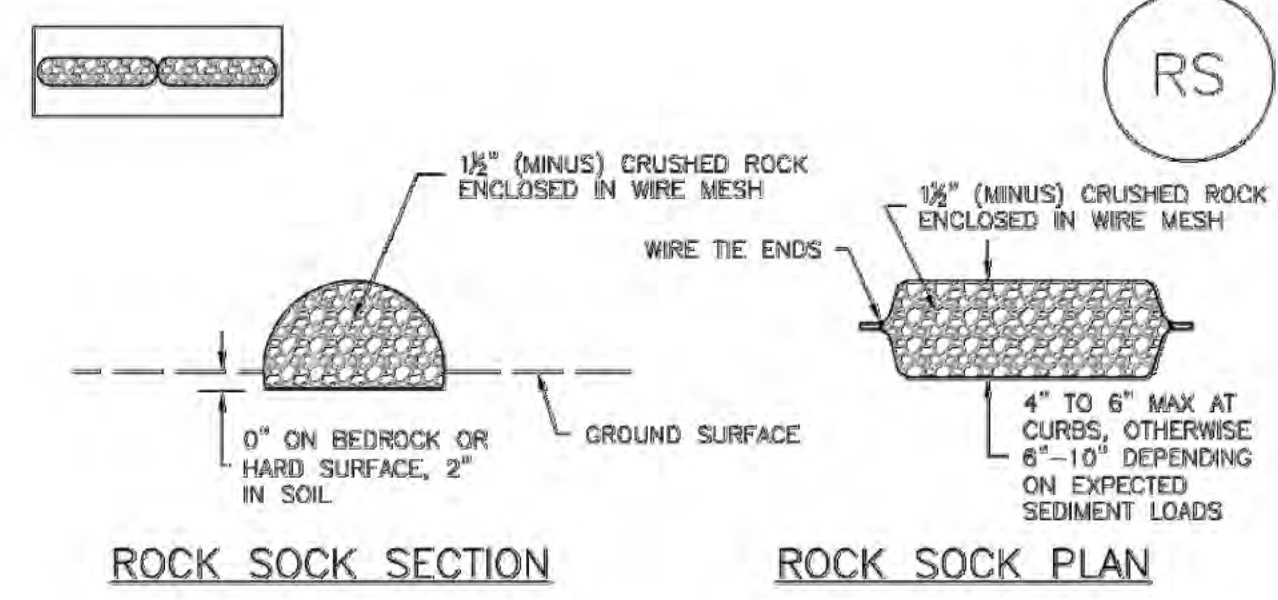 RS
1½" (MINUS) CRUSHED ROCK
ENCLOSED IN WIRE MESH
0" ON BEDROCK OR
HARD SURFACE, 2"
IN SOIL
GROUND SURFACE
ROCK SOCK SECTION
1½" (MINUS) CRUSHED ROCK
ENCLOSED IN WIRE MESH
WIRE TIE ENDS
4" TO 6" MAX AT
CURBS, OTHERWISE
6"-10" DEPENDING
ON EXPECTED
SEDIMENT LOADS
ROCK SOCK PLAN